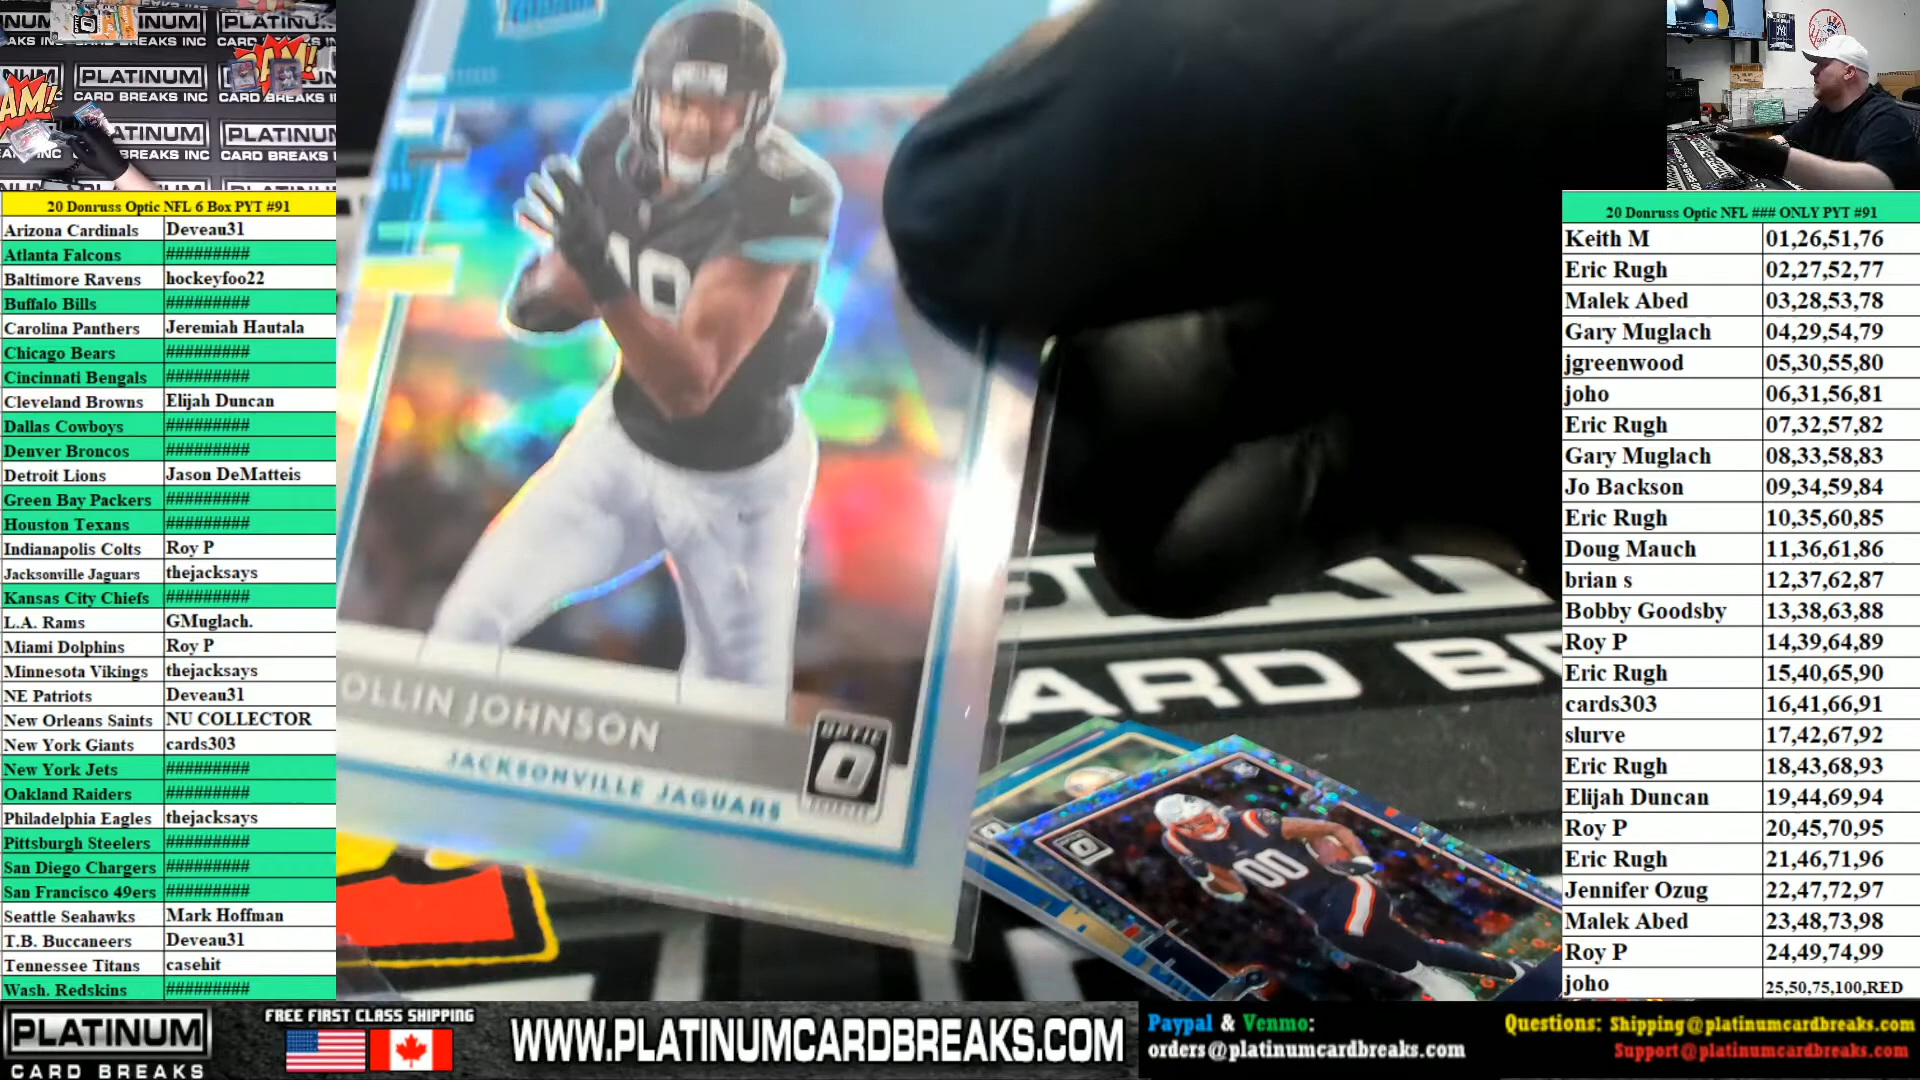 20 Donruss Optic NFL 6 Box PYT #91
Arizona Cardinals Deveau31
Atlanta Falcons #########
Baltimore Ravens hockeyfoo22
Buffalo Bills #########
Carolina Panthers Jeremiah Hautala
Chicago Bears #########
Cincinnati Bengals #########
Cleveland Browns Elijah Duncan
Dallas Cowboys #########
Denver Broncos #########
Detroit Lions Jason DeMatteis
Green Bay Packers #########
Houston Texans #########
Indianapolis Colts Roy P
Jacksonville Jaguars thejacksays
Kansas City Chiefs #########
L.A. Rams GMuglach.
Miami Dolphins Roy P
Minnesota Vikings thejacksays
NE Patriots Deveau31
New Orleans Saints NU COLLECTOR
New York Giants cards303
New York Jets #########
Oakland Raiders #########
Philadelphia Eagles thejacksays
Pittsburgh Steelers #########
San Diego Chargers #########
San Francisco 49ers #########
Seattle Seahawks Mark Hoffman
T.B. Buccaneers Deveau31
Tennessee Titans casehit
Wash. Redskins #########
PLATINUM
CARD BREAKS INC
BAM!
10
OLLIN JOHNSON
JACKSONVILLE JAGUARS
OPTIC
O
00
ARD BR
20 Donruss Optic NFL ### ONLY PYT #91
Keith M 01,26,51,76
Eric Rugh 02,27,52,77
Malek Abed 03,28,53,78
Gary Muglach 04,29,54,79
jgreenwood 05,30,55,80
joho 06,31,56,81
Eric Rugh 07,32,57,82
Gary Muglach 08,33,58,83
Jo Backson 09,34,59,84
Eric Rugh 10,35,60,85
Doug Mauch 11,36,61,86
brian s 12,37,62,87
Bobby Goodsby 13,38,63,88
Roy P 14,39,64,89
Eric Rugh 15,40,65,90
cards303 16,41,66,91
slurve 17,42,67,92
Eric Rugh 18,43,68,93
Elijah Duncan 19,44,69,94
Roy P 20,45,70,95
Eric Rugh 21,46,71,96
Jennifer Ozug 22,47,72,97
Malek Abed 23,48,73,98
Roy P 24,49,74,99
joho 25,50,75,100,RED
PLATINUM
CARD BREAKS
FREE FIRST CLASS SHIPPING
WWW.PLATINUMCARDBREAKS.COM
Paypal & Venmo:
orders@platinumcardbreaks.com
Questions: Shipping@platinumcardbreaks.com
Support@platinumcardbreaks.com